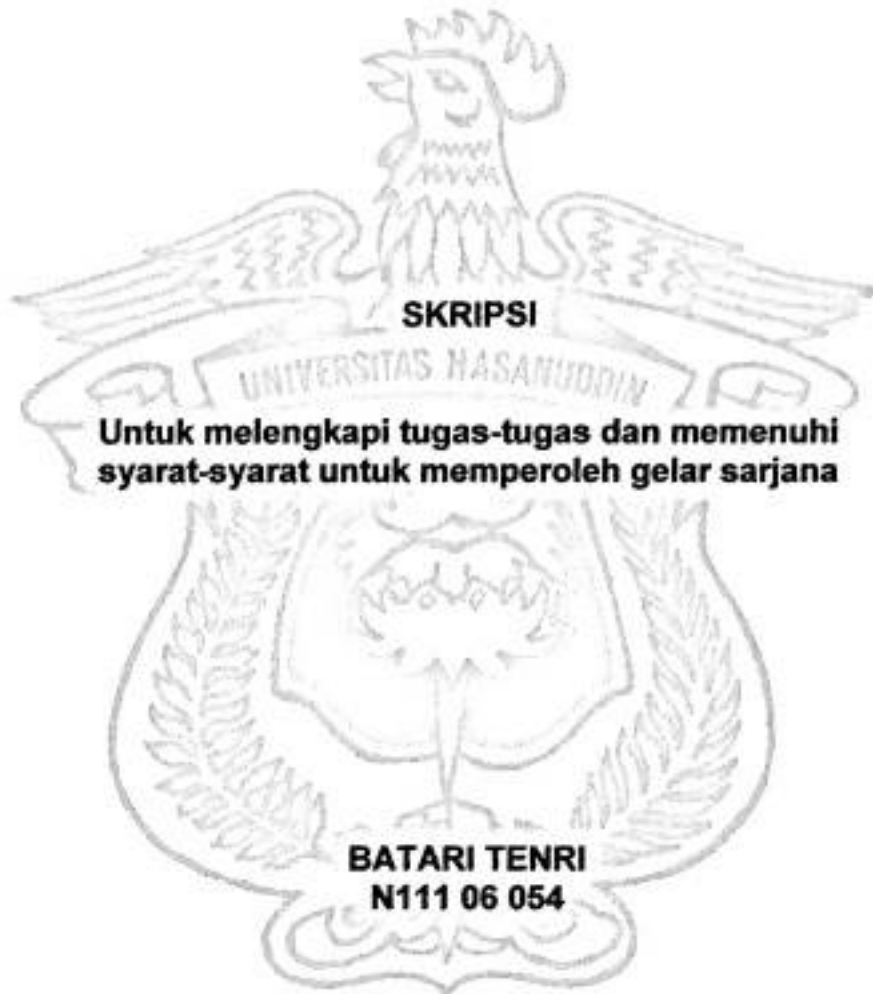 SKRIPSI
UNIVERSITAS HASANUDDIN
Untuk melengkapi tugas-tugas dan memenuhi
syarat-syarat untuk memperoleh gelar sarjana
BATARI TENRI
N111 06 054